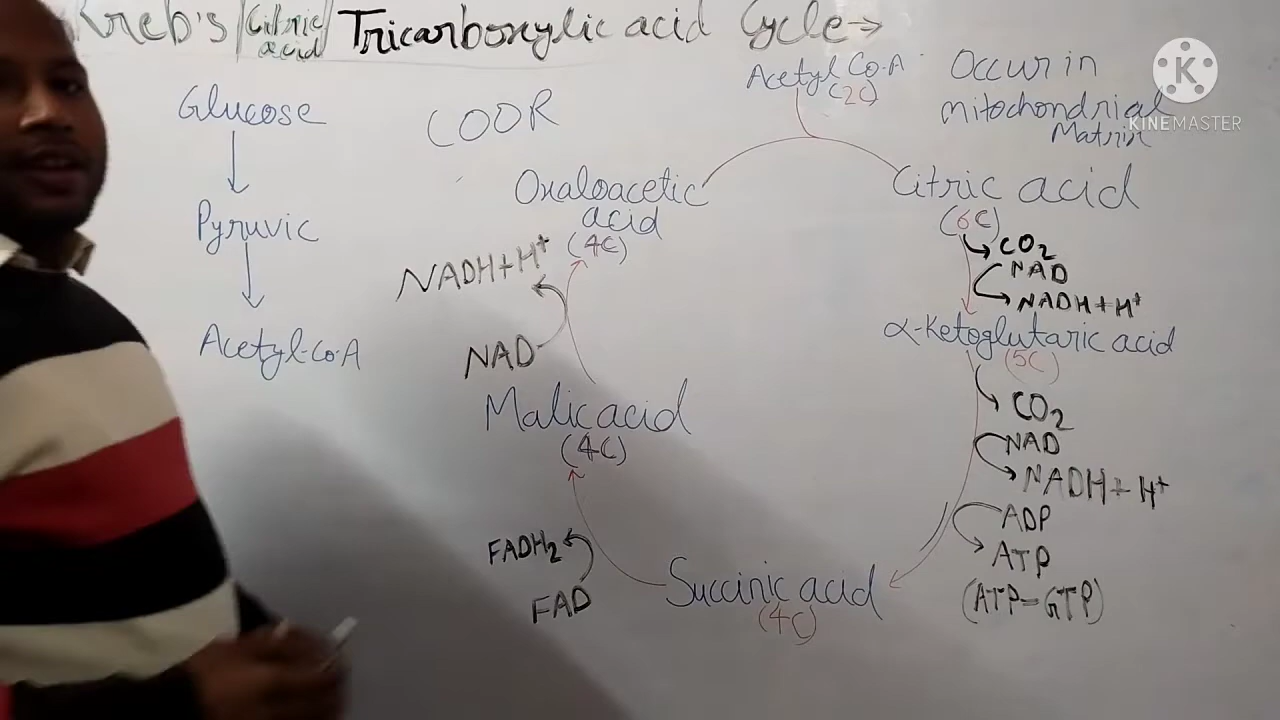 Kreb's/Citric acid/Tricarboxylic acid Cycle→
Glucose
Pyruvic
Acetyl-Co-A
COOR
Acetyl Co-A
(2C)
Occur in
mitochondrial
Matrix
KINEMASTER
Oxaloacetic
acid
(4C)
Citric acid
(6C)
CO2
NAD
NADH+H+
α-Ketoglutaric acid
(5C)
CO2
NAD
NADH+H+
ADP
ATP
(ATP=GTP)
Succinic acid
(4C)
FADH2
FAD
Malic acid
(4C)
NADH+H+
NAD